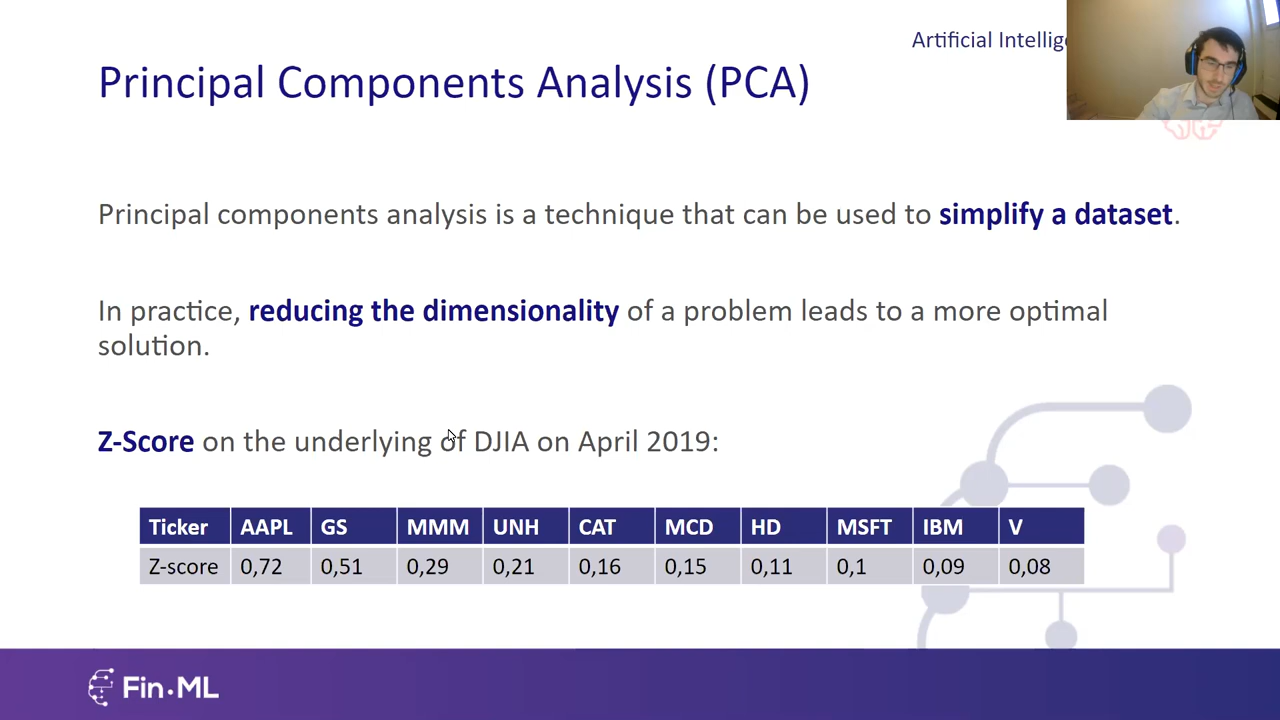 Artificial
Principal Components Analysis (PCA)
Principal components analysis is a technique that can be used to simplify a dataset.
In practice, reducing the dimensionality of a problem leads to a more optimal
solution.
Z-Score on the underlying of DJIA on April 2019:
Ticker AAPL GS MMM UNH CAT MCD HD MSFT IBM V
Z-score 0,72 0,51 0,29 0,21 0,16 0,15 0,11 0,1 0,09 0,08
Fin·ML